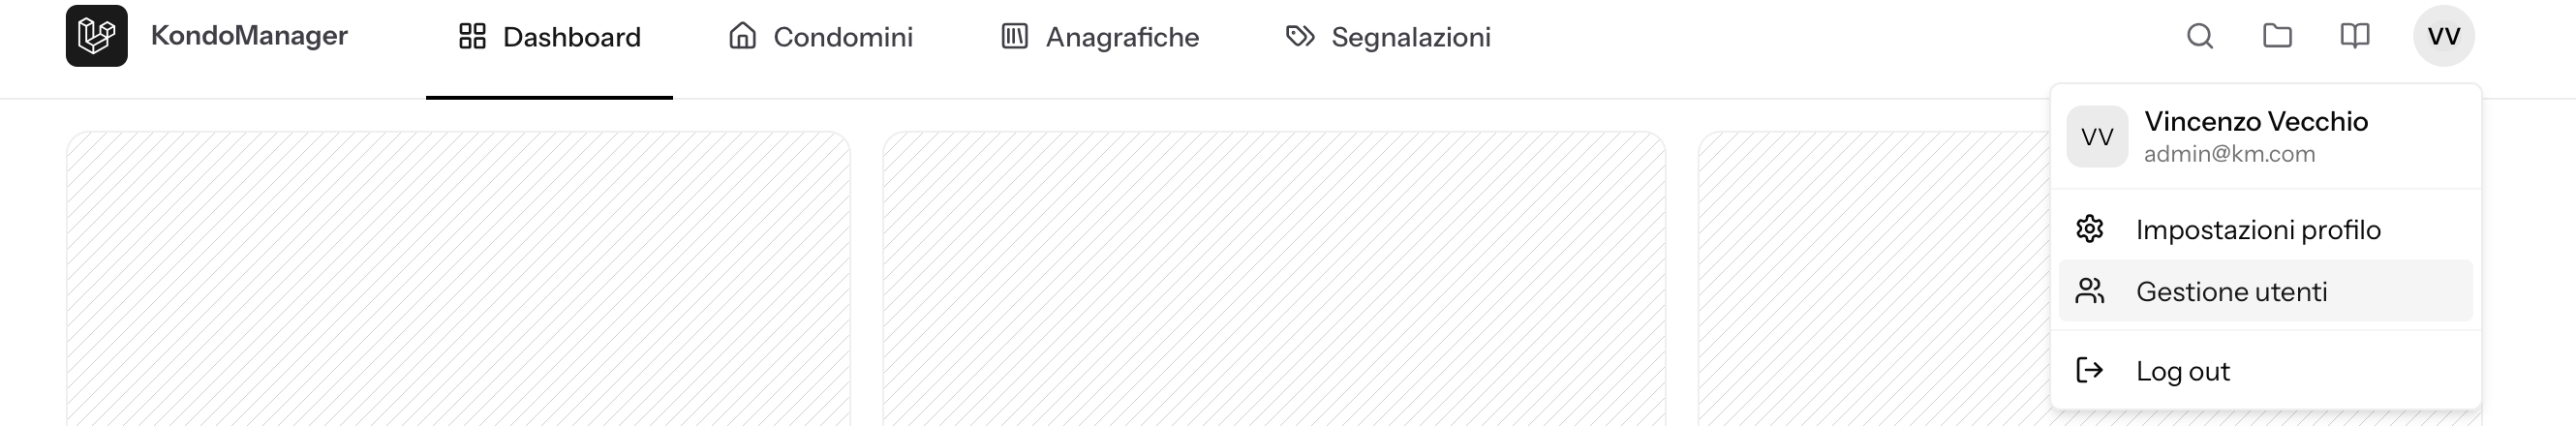 KondoManager
Dashboard
Condomini
Anagrafiche
Segnalazioni
VV
VV
Vincenzo Vecchio
admin@km.com
Impostazioni profilo
Gestione utenti
Log out